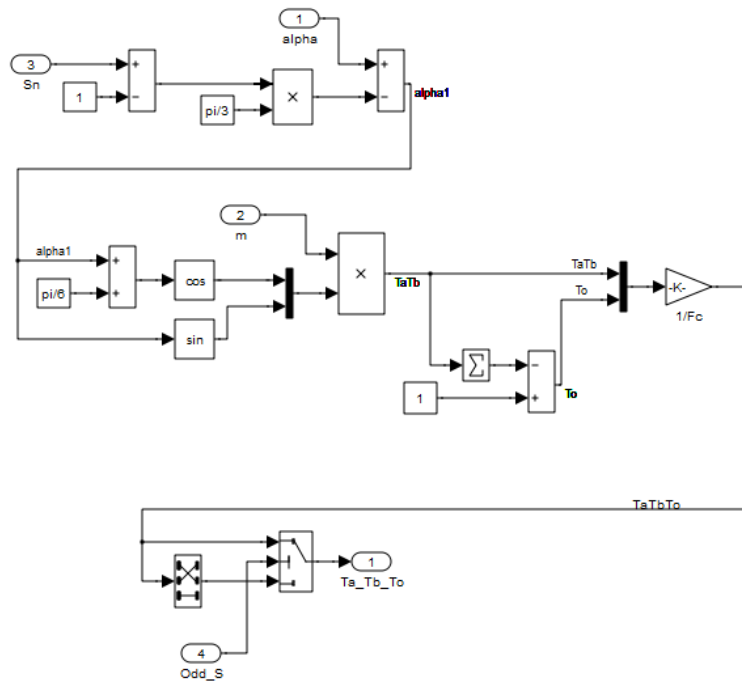 1
alpha
3
Sn
+
−
1
pi/3
×
+
−
alpha1
2
m
alpha1
+
+
pi/6
cos
sin
×
TaTb
TaTb
To
-K-
1/Fc
Σ
−
+
1
To
TaTbTo
1
Ta_Tb_To
4
Odd_S